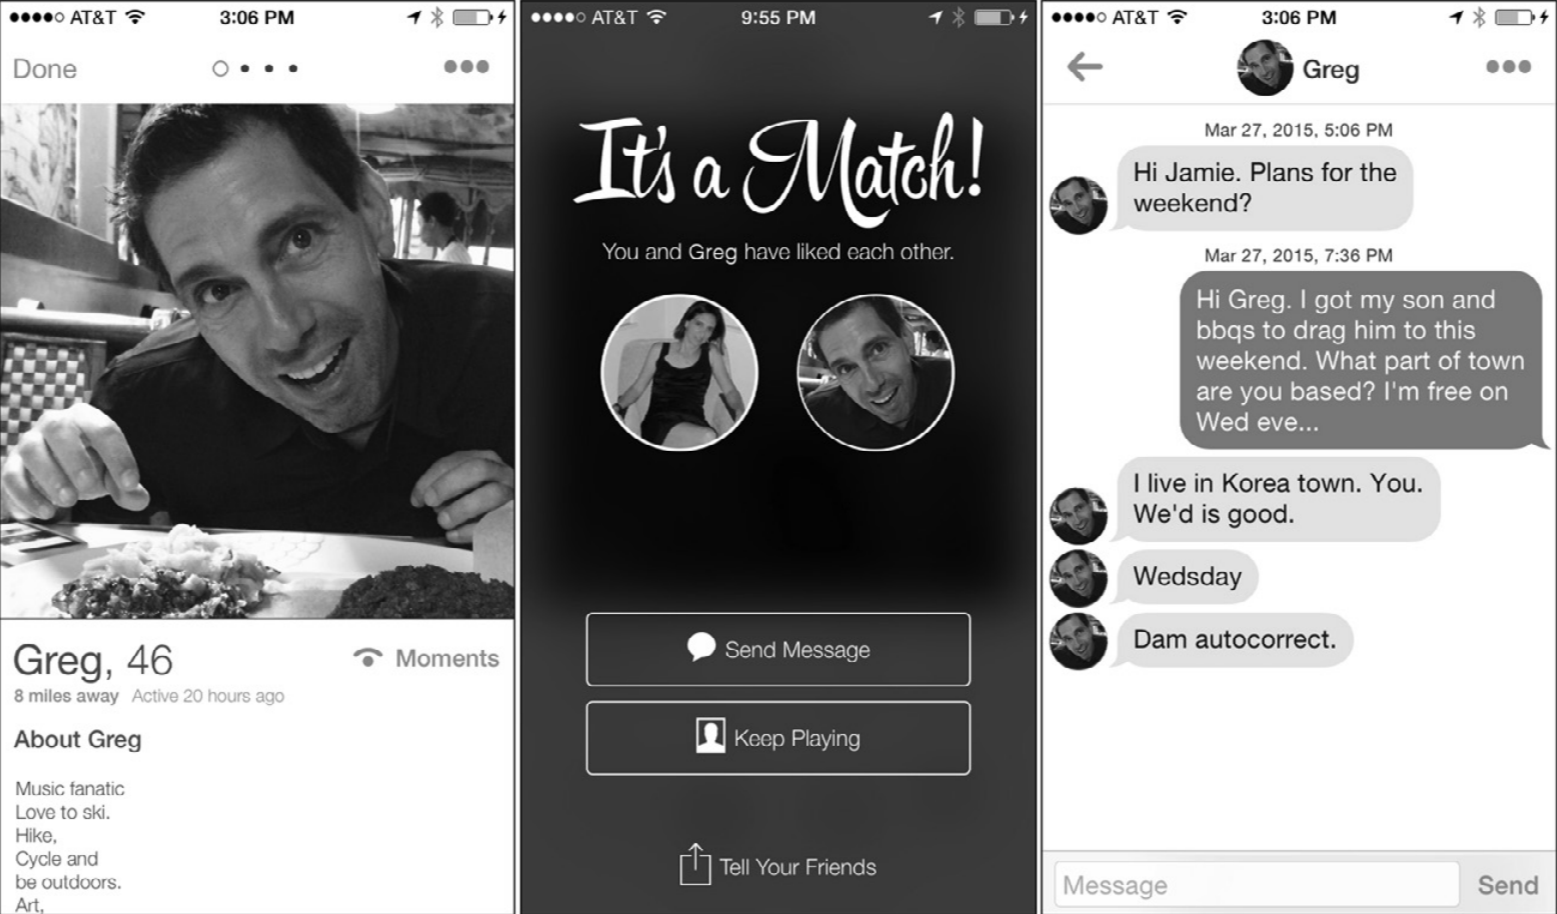 AT&T 3:06 PM
Done
Greg, 46
Moments
8 miles away Active 20 hours ago
About Greg
Music fanatic
Love to ski.
Hike,
Cycle and
be outdoors.
Art,
AT&T 9:55 PM
It's a Match!
You and Greg have liked each other.
Send Message
Keep Playing
Tell Your Friends
AT&T 3:06 PM
Greg
Mar 27, 2015, 5:06 PM
Hi Jamie. Plans for the
weekend?
Mar 27, 2015, 7:36 PM
Hi Greg. I got my son and
bbqs to drag him to this
weekend. What part of town
are you based? I'm free on
Wed eve...
I live in Korea town. You.
We'd is good.
Wedsday
Dam autocorrect.
Message
Send